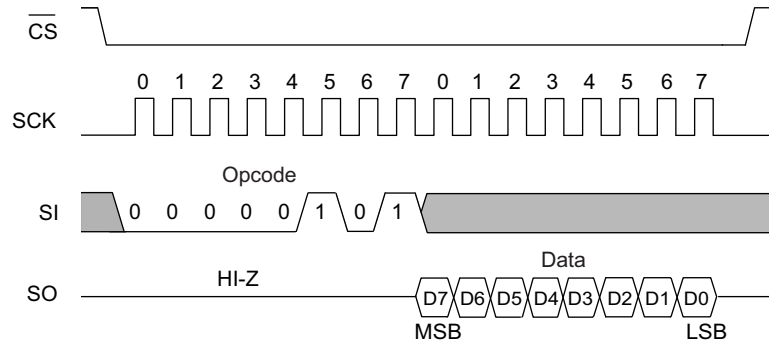 CS
0 1 2 3 4 5 6 7 0 1 2 3 4 5 6 7
SCK
Opcode
SI 0 0 0 0 0 1 0 1
Data
HI-Z
SO D7 D6 D5 D4 D3 D2 D1 D0
MSB LSB